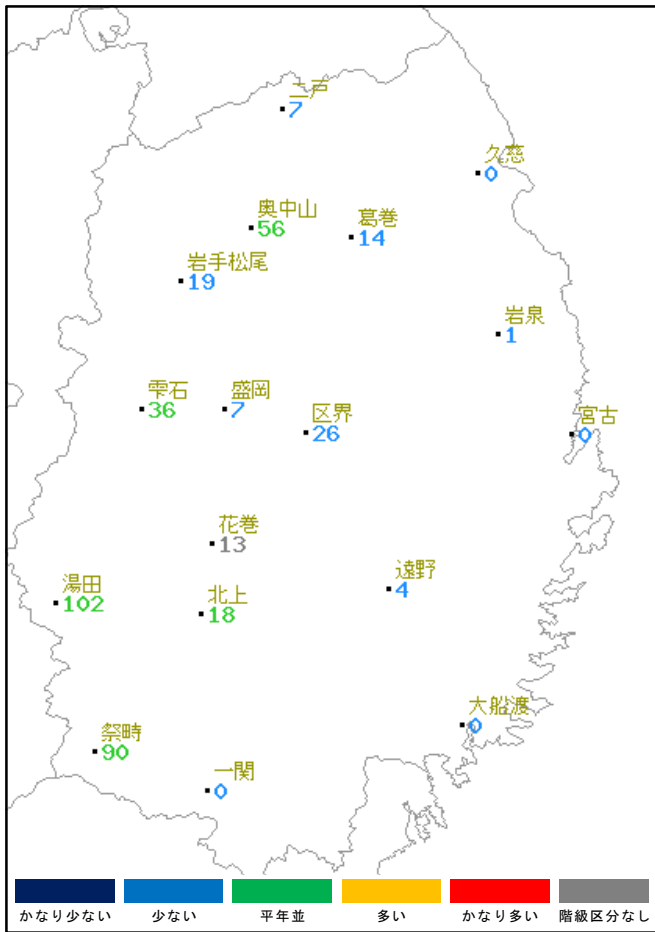 二戸
7
久慈
0
奥中山
56
葛巻
14
岩手松尾
19
岩泉
1
雫石
36
盛岡
7
区界
26
宮古
0
花巻
13
湯田
102
北上
18
遠野
4
大船渡
0
祭畤
90
一関
0
かなり少ない 少ない 平年並 多い かなり多い 階級区分なし